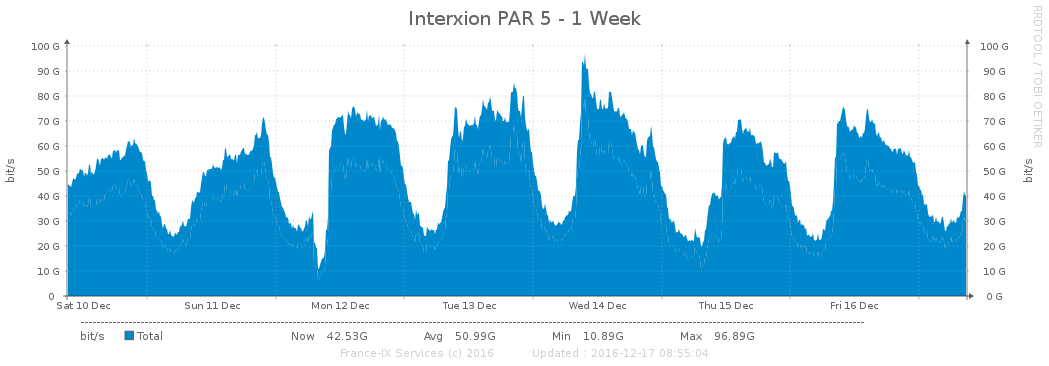 Interxion PAR 5 - 1 Week
RRDTOOL / TOBI OETIKER
100 G 100 G
90 G 90 G
80 G 80 G
70 G 70 G
60 G 60 G
50 G 50 G
40 G 40 G
30 G 30 G
20 G 20 G
10 G 10 G
0 0 G
bit/s
bit/s
Sat 10 Dec Sun 11 Dec Mon 12 Dec Tue 13 Dec Wed 14 Dec Thu 15 Dec Fri 16 Dec
bit/s Total Now 42.53G Avg 50.99G Min 10.89G Max 96.89G
France-IX Services (c) 2016 Updated : 2016-12-17 08:55:04